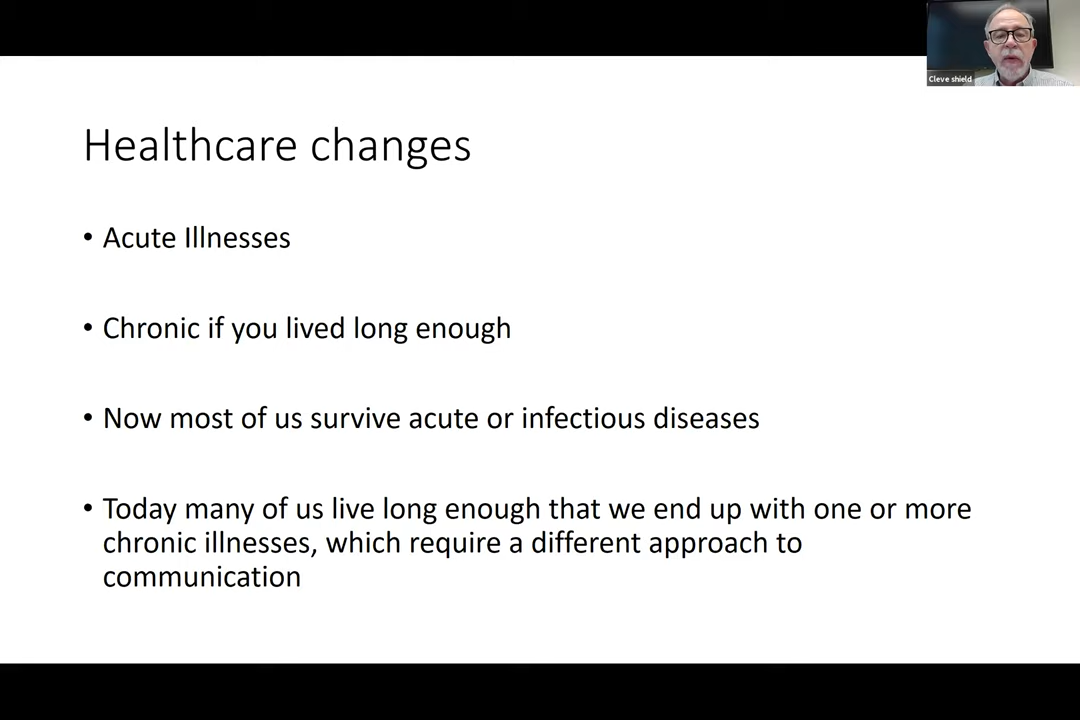 Cleve shield
Healthcare changes
• Acute Illnesses
• Chronic if you lived long enough
• Now most of us survive acute or infectious diseases
• Today many of us live long enough that we end up with one or more
chronic illnesses, which require a different approach to
communication